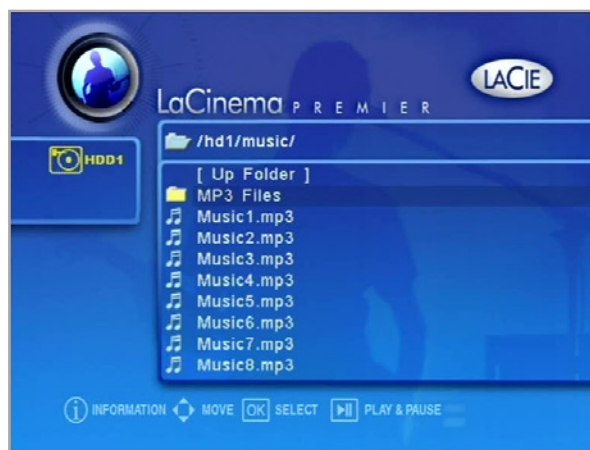 LACIE
LaCinema PREMIER
HDD1
/hd1/music/
[ Up Folder ]
MP3 Files
Music1.mp3
Music2.mp3
Music3.mp3
Music4.mp3
Music5.mp3
Music6.mp3
Music7.mp3
Music8.mp3
i INFORMATION MOVE OK SELECT PLAY & PAUSE